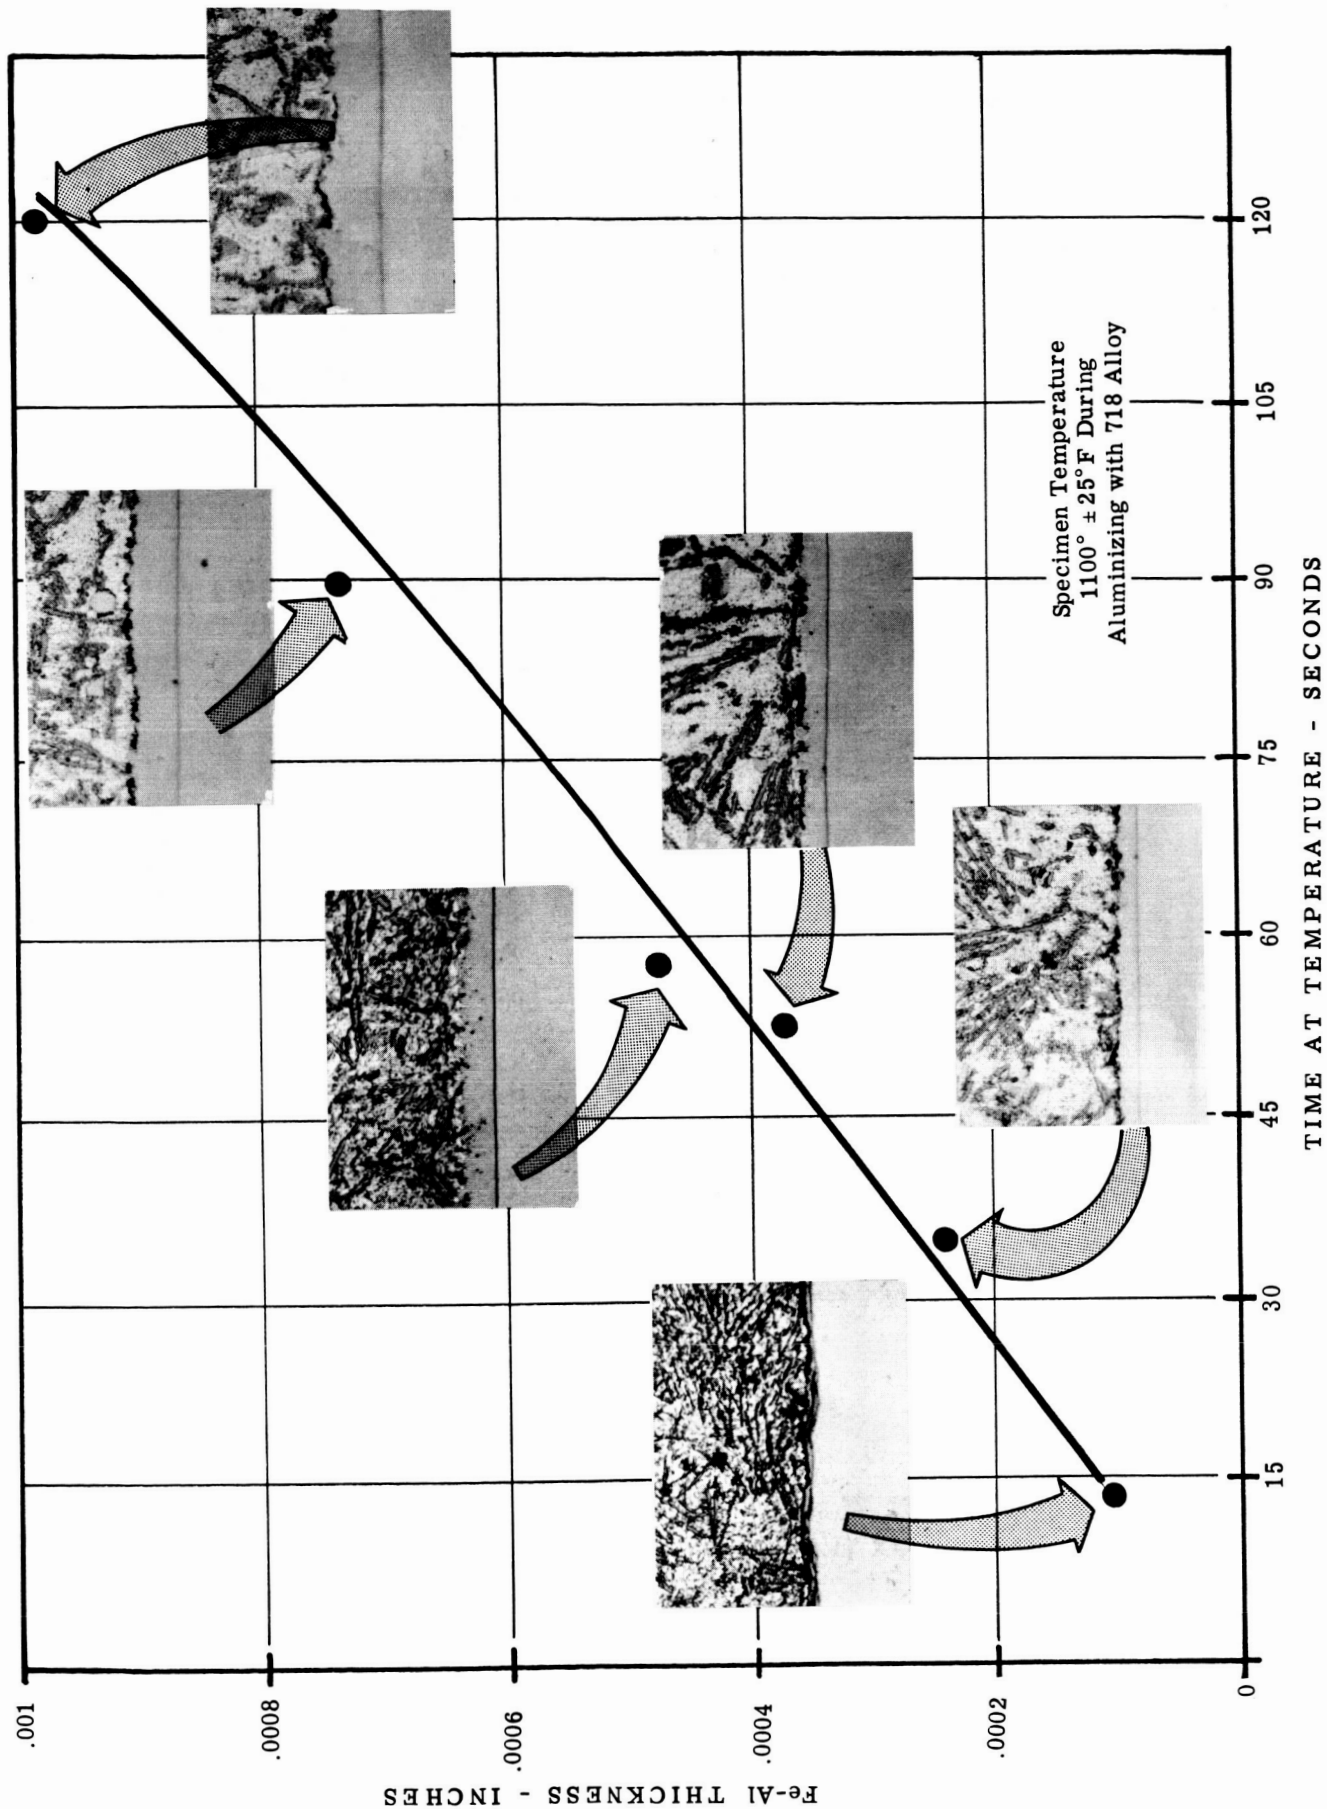 Fe-Al THICKNESS - INCHES
.001
.0008
.0006
.0004
.0002
0
15
30
45
60
75
90
105
120
TIME AT TEMPERATURE - SECONDS
Specimen Temperature
1100° ± 25°F During
Aluminizing with 718 Alloy